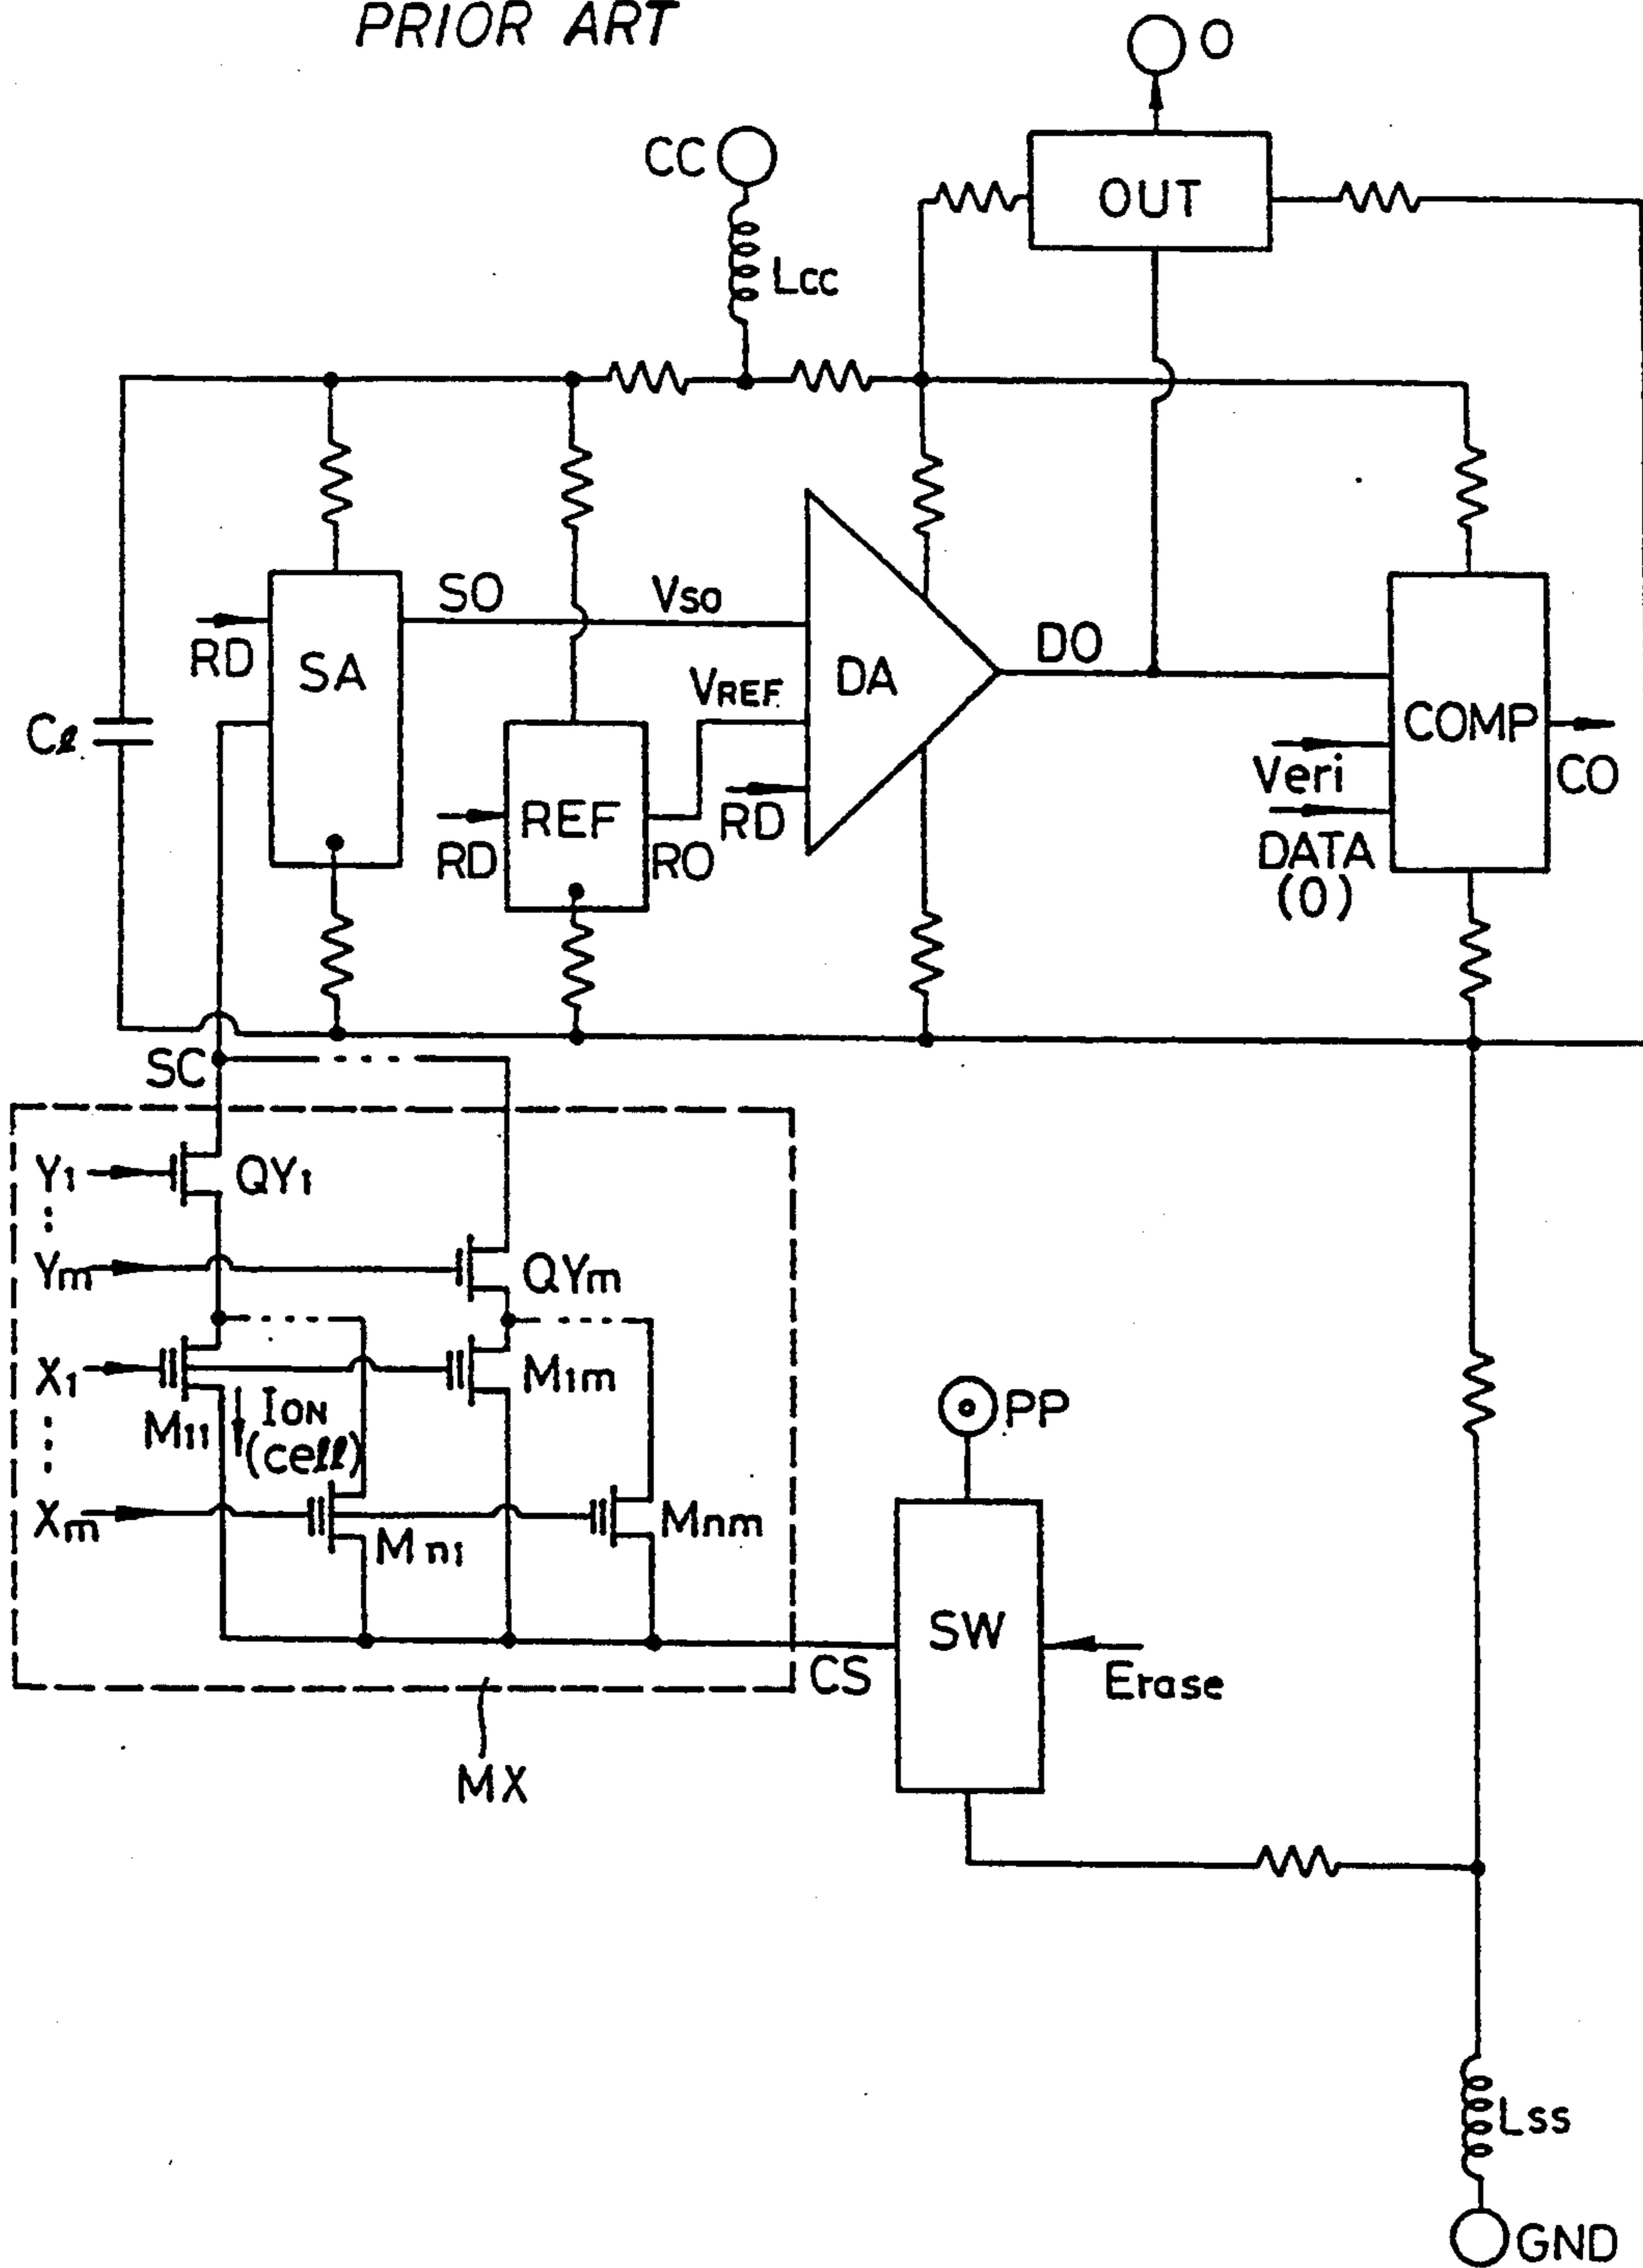 PRIOR ART
O
CC
OUT
Lcc
SO
Vso
RD
SA
DO
DA
VREF
Cℓ
COMP
Veri
CO
REF
RD
RD
RO
DATA
(0)
SC
Y1
QY1
Ym
QYm
X1
M1m
M11
ION
(cell)
PP
Xm
Mn1
Mnm
SW
CS
Erase
MX
Lss
GND